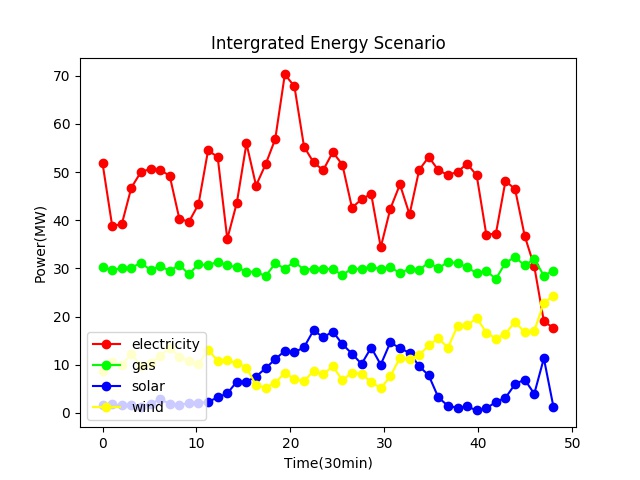 Intergrated Energy Scenario
Power(MW)
70
60
50
40
30
20
10
0
electricity
gas
solar
wind
0 10 20 30 40 50
Time(30min)